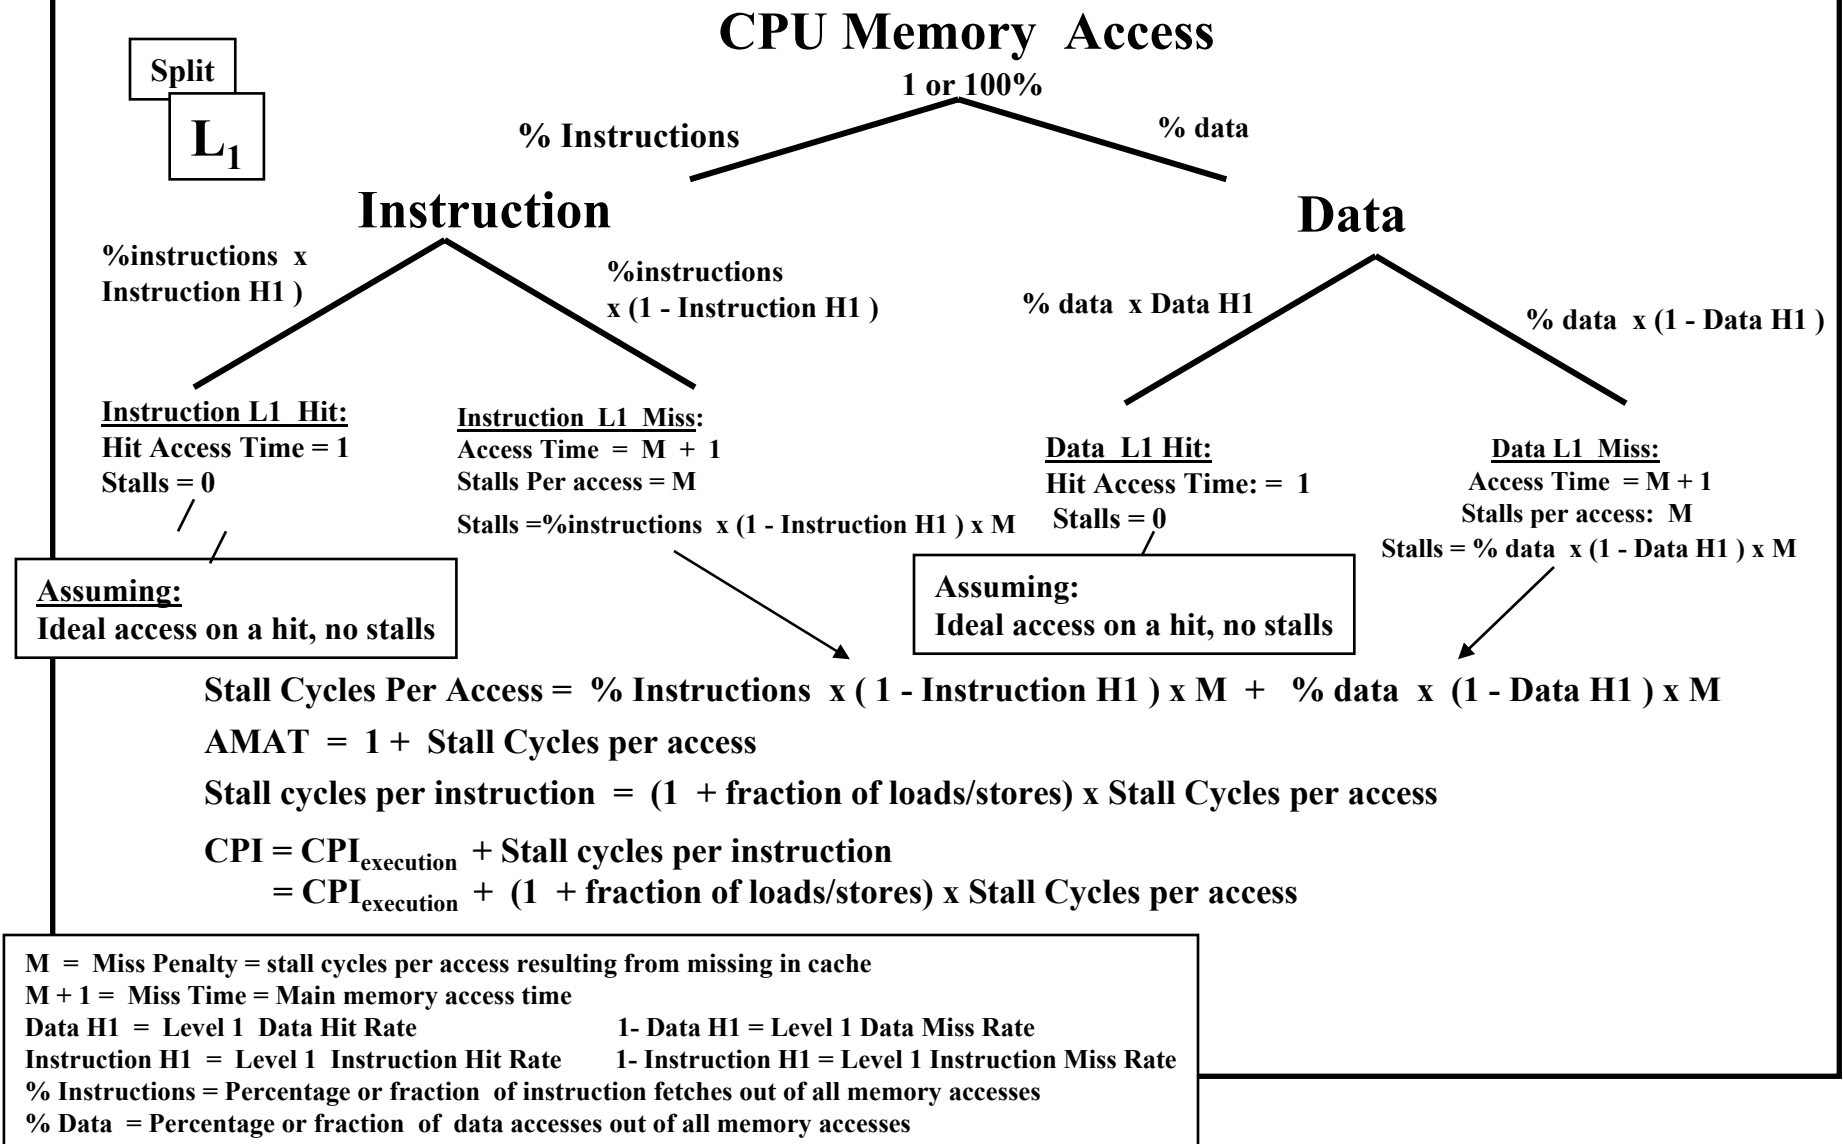 CPU Memory Access
1 or 100%
Split
L₁
% Instructions
% data
Instruction
Data
%instructions x
Instruction H1 )
%instructions
x (1 - Instruction H1 )
% data x Data H1
% data x (1 - Data H1 )
Instruction L1 Hit:
Hit Access Time = 1
Stalls = 0
Instruction L1 Miss:
Access Time = M + 1
Stalls Per access = M
Stalls =%instructions x (1 - Instruction H1 ) x M
Data L1 Hit:
Hit Access Time: = 1
Stalls = 0
Data L1 Miss:
Access Time = M + 1
Stalls per access: M
Stalls = % data x (1 - Data H1 ) x M
Assuming:
Ideal access on a hit, no stalls
Assuming:
Ideal access on a hit, no stalls
Stall Cycles Per Access = % Instructions x ( 1 - Instruction H1 ) x M + % data x (1 - Data H1 ) x M
AMAT = 1 + Stall Cycles per access
Stall cycles per instruction = (1 + fraction of loads/stores) x Stall Cycles per access
CPI = CPIexecution + Stall cycles per instruction
= CPIexecution + (1 + fraction of loads/stores) x Stall Cycles per access
M = Miss Penalty = stall cycles per access resulting from missing in cache
M + 1 = Miss Time = Main memory access time
Data H1 = Level 1 Data Hit Rate 1- Data H1 = Level 1 Data Miss Rate
Instruction H1 = Level 1 Instruction Hit Rate 1- Instruction H1 = Level 1 Instruction Miss Rate
% Instructions = Percentage or fraction of instruction fetches out of all memory accesses
% Data = Percentage or fraction of data accesses out of all memory accesses